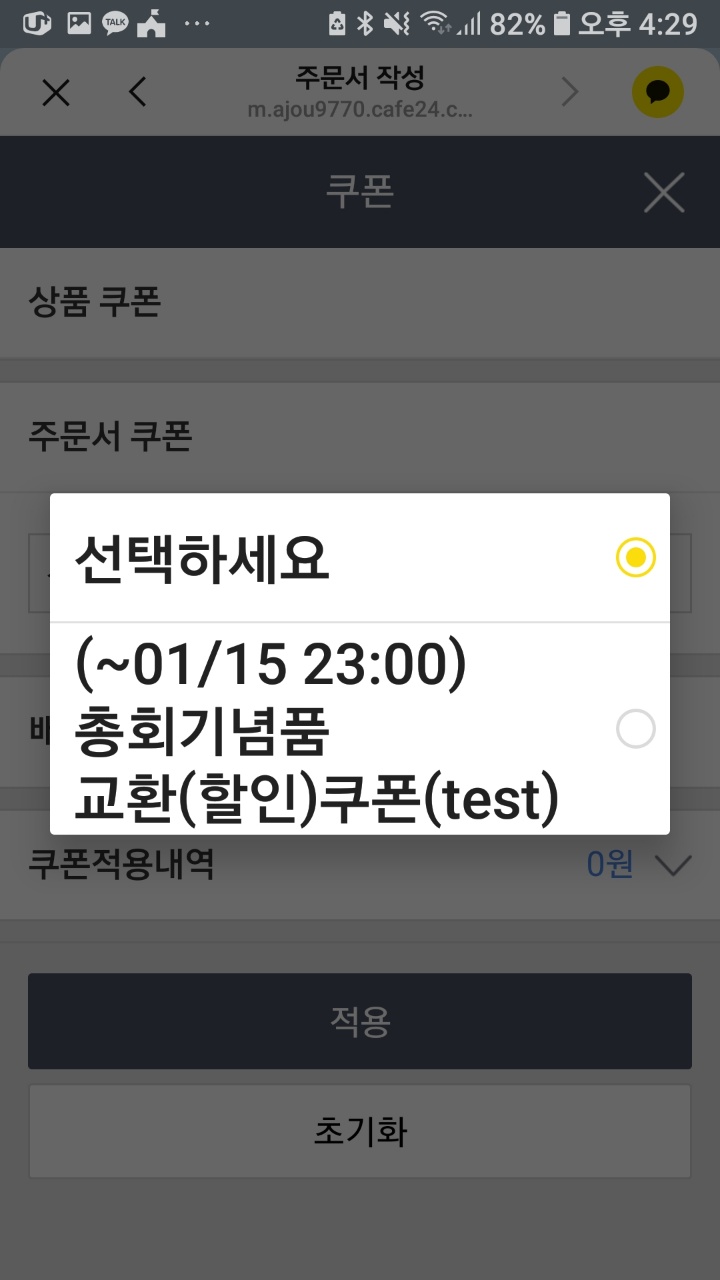 TALK
82% 오후 4:29
주문서 작성
m.ajou9770.cafe24.c...
쿠폰
상품 쿠폰
주문서 쿠폰
선택하세요
(~01/15 23:00)
총회기념품
교환(할인)쿠폰(test)
쿠폰적용내역
0원
적용
초기화